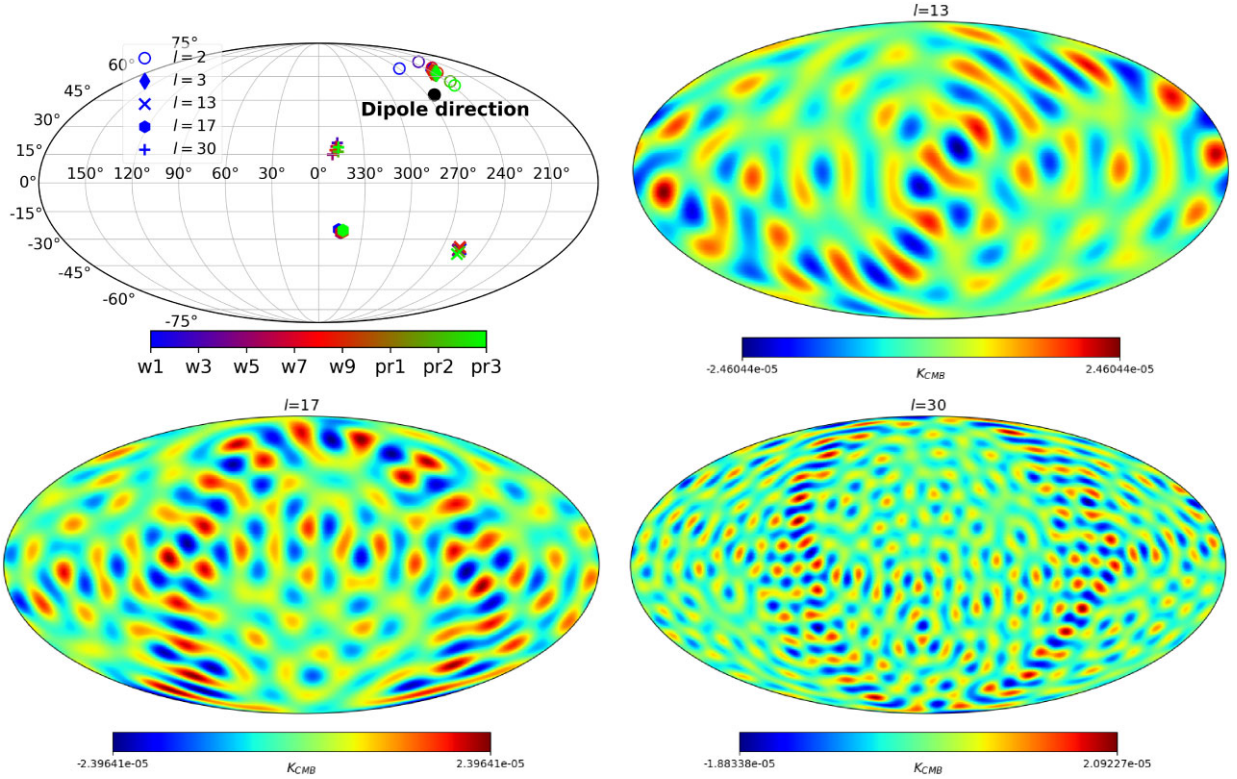 75°
60°
45°
30°
15°
0°
-15°
-30°
-45°
-60°
-75°
l = 2
l = 3
l = 13
l = 17
l = 30
Dipole direction
150° 120° 90° 60° 30° 0° 330° 300° 270° 240° 210°
w1 w3 w5 w7 w9 pr1 pr2 pr3
l=13
-2.46044e-05 2.46044e-05
K_CMB
l=17
-2.39641e-05 2.39641e-05
K_CMB
l=30
-1.88338e-05 2.09227e-05
K_CMB